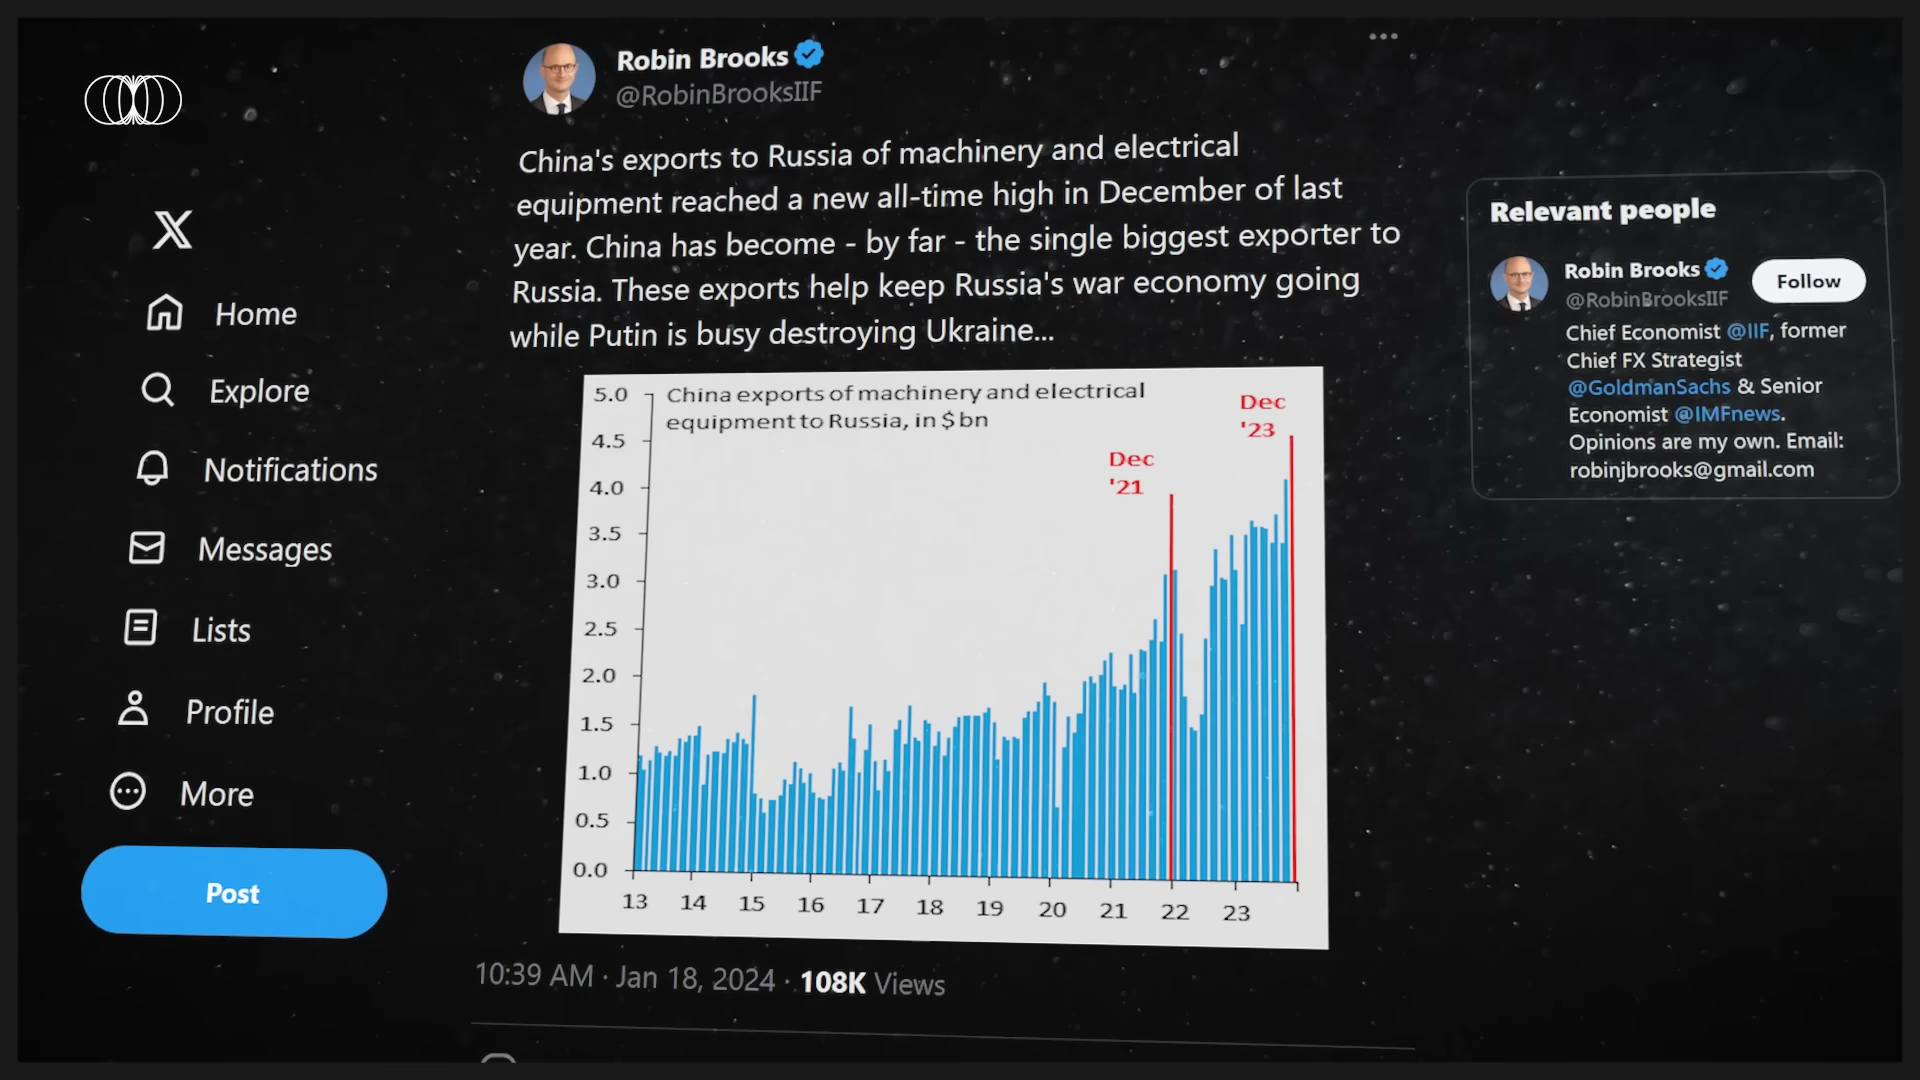 Robin Brooks
@RobinBrooksIIF
China's exports to Russia of machinery and electrical
equipment reached a new all-time high in December of last
year. China has become - by far - the single biggest exporter to
Russia. These exports help keep Russia's war economy going
while Putin is busy destroying Ukraine...
X
Home
Explore
Notifications
Messages
Lists
Profile
More
Post
China exports of machinery and electrical
equipment to Russia, in $ bn
Dec
'21
Dec
'23
5.0
4.5
4.0
3.5
3.0
2.5
2.0
1.5
1.0
0.5
0.0
13 14 15 16 17 18 19 20 21 22 23
10:39 AM · Jan 18, 2024 · 108K Views
Relevant people
Robin Brooks
@RobinBrooksIIF
Follow
Chief Economist @IIF, former
Chief FX Strategist
@GoldmanSachs & Senior
Economist @IMFnews.
Opinions are my own. Email:
robinjbrooks@gmail.com